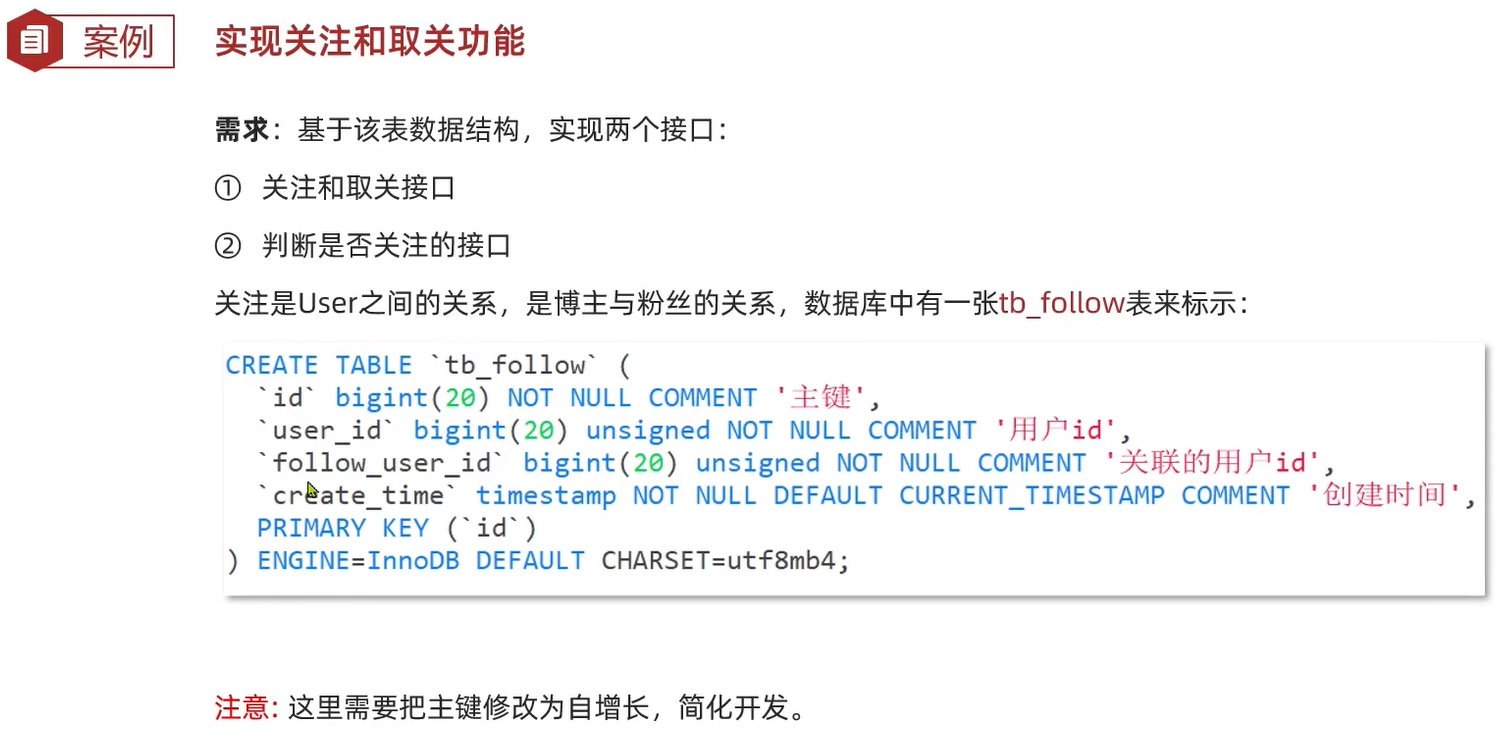 案例
实现关注和取关功能
需求：基于该表数据结构，实现两个接口：
① 关注和取关接口
② 判断是否关注的接口
关注是User之间的关系，是博主与粉丝的关系，数据库中有一张tb_follow表来标示：
CREATE TABLE `tb_follow` (
`id` bigint(20) NOT NULL COMMENT '主键',
`user_id` bigint(20) unsigned NOT NULL COMMENT '用户id',
`follow_user_id` bigint(20) unsigned NOT NULL COMMENT '关联的用户id',
`create_time` timestamp NOT NULL DEFAULT CURRENT_TIMESTAMP COMMENT '创建时间',
PRIMARY KEY (`id`)
) ENGINE=InnoDB DEFAULT CHARSET=utf8mb4;
注意: 这里需要把主键修改为自增长，简化开发。